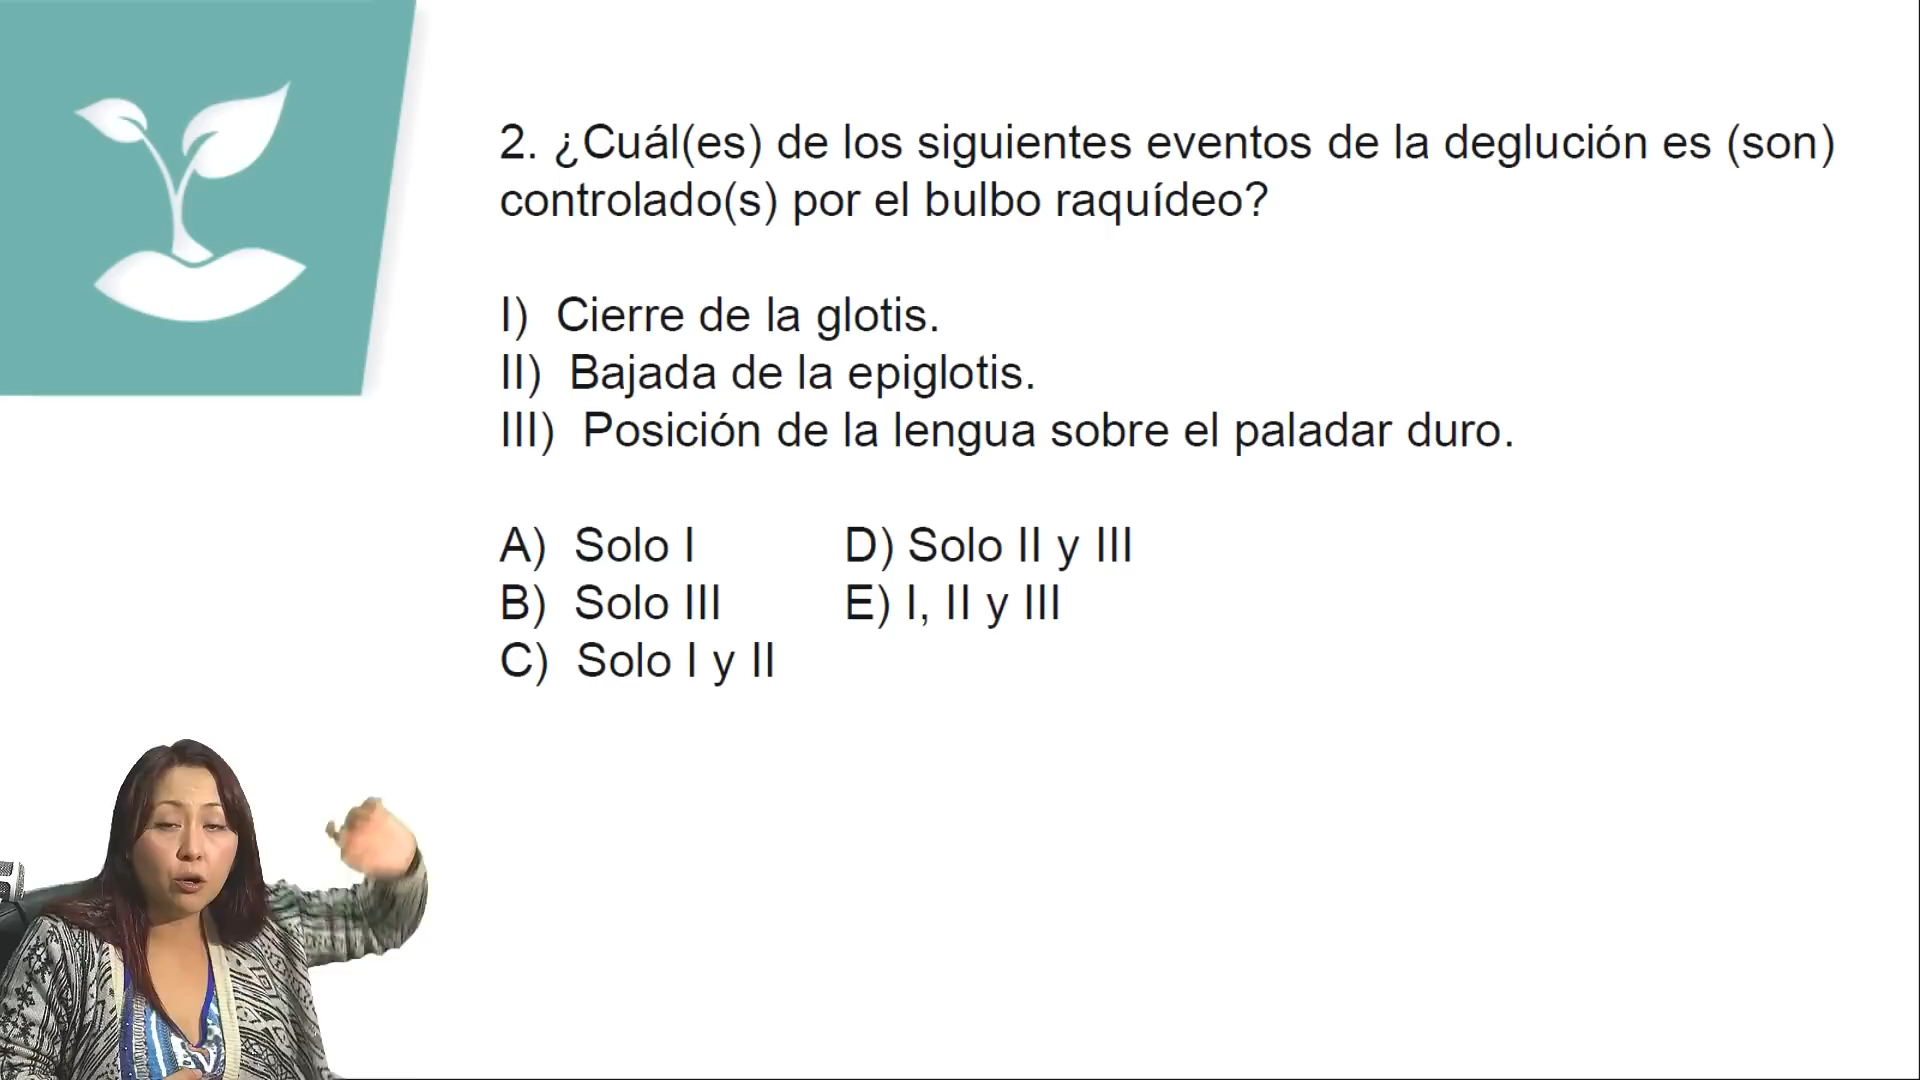 2. ¿Cuál(es) de los siguientes eventos de la deglución es (son)
controlado(s) por el bulbo raquídeo?
I) Cierre de la glotis.
II) Bajada de la epiglotis.
III) Posición de la lengua sobre el paladar duro.
A) Solo I
B) Solo III
C) Solo I y II
D) Solo II y III
E) I, II y III